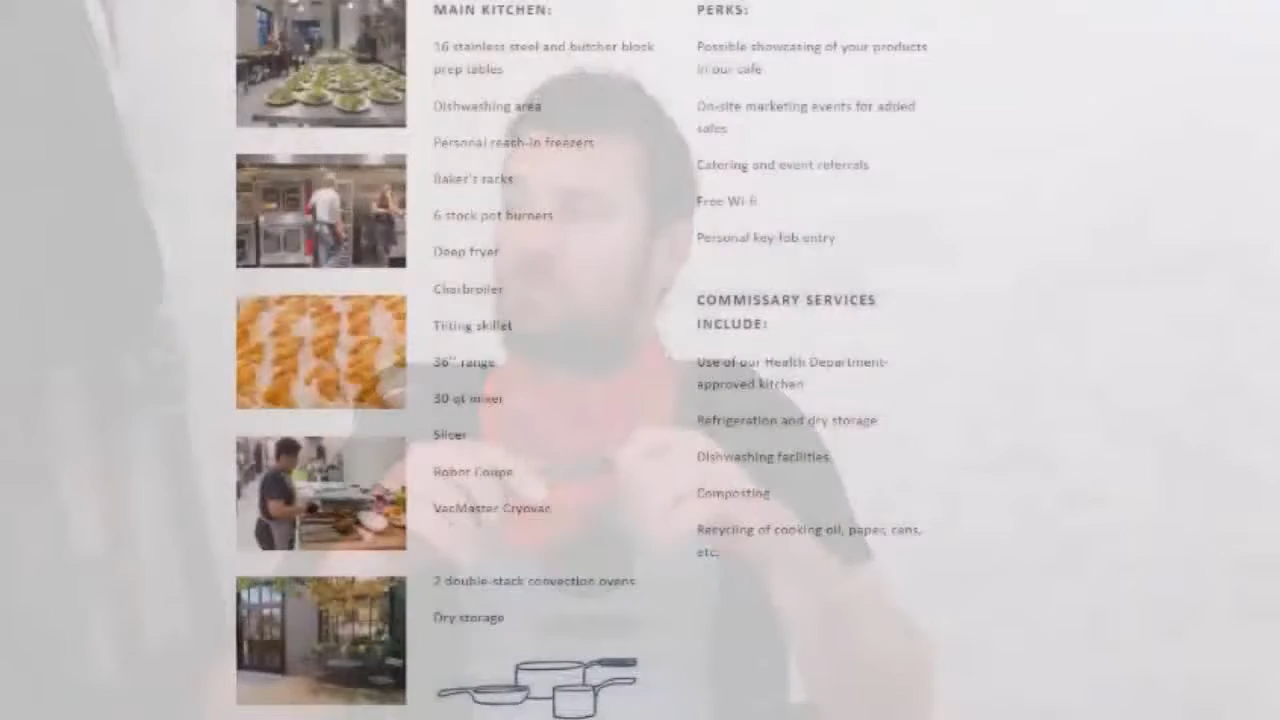 MAIN KITCHEN:
16 stainless steel and butcher block
prep tables
Dishwashing area
Personal reach-in freezers
Baker's racks
6 stock pot burners
Deep fryer
Charbroiler
Tilting skillet
36" range
30 qt mixer
Slicer
Robot Coupe
VacMaster Cryovac
2 double-stack convection ovens
Dry storage
PERKS:
Possible showcasing of your products
in our cafe
On-site marketing events for added
sales
Catering and event referrals
Free Wi-fi
Personal key fob entry
COMMISSARY SERVICES
INCLUDE:
Use of our Health Department-
approved kitchen
Refrigeration and dry storage
Dishwashing facilities
Composting
Recycling of cooking oil, paper, cans,
etc.